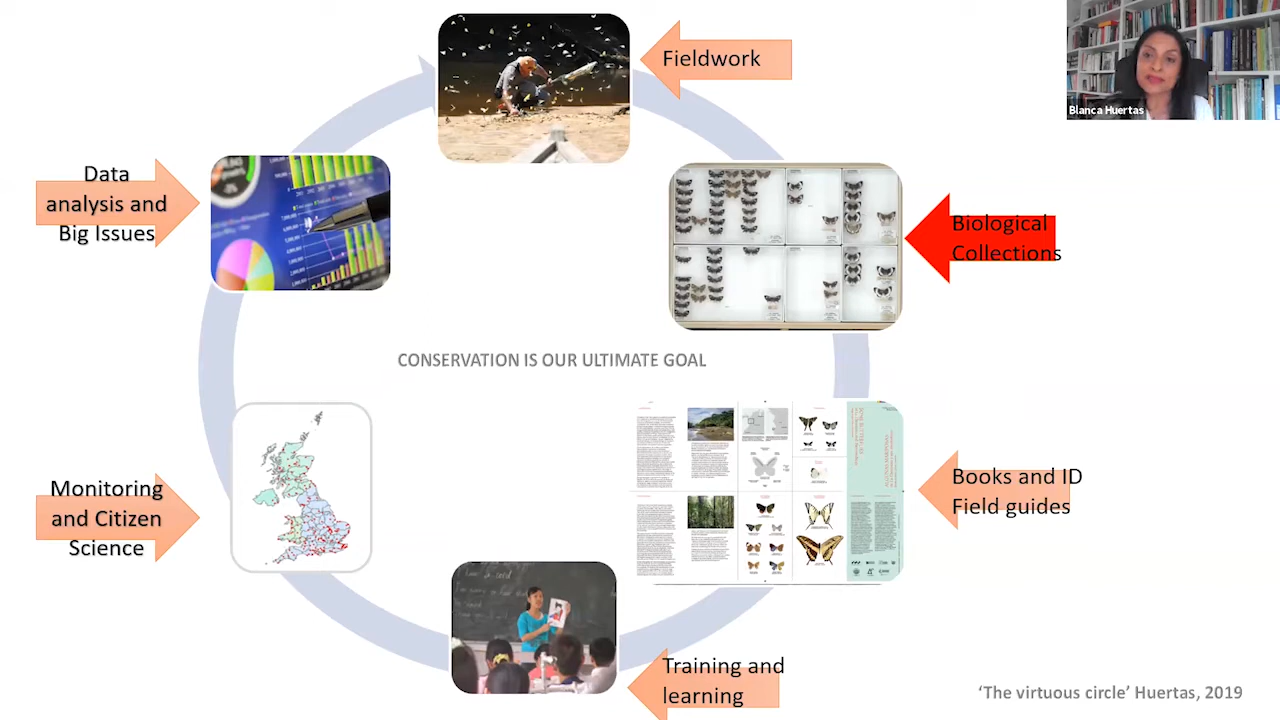 Fieldwork
Blanca Huertas
Data
analysis and
Big Issues
Biological
Collections
CONSERVATION IS OUR ULTIMATE GOAL
Monitoring
and Citizen
Science
Books and ID
Field guides
Training and
learning
‘The virtuous circle’ Huertas, 2019